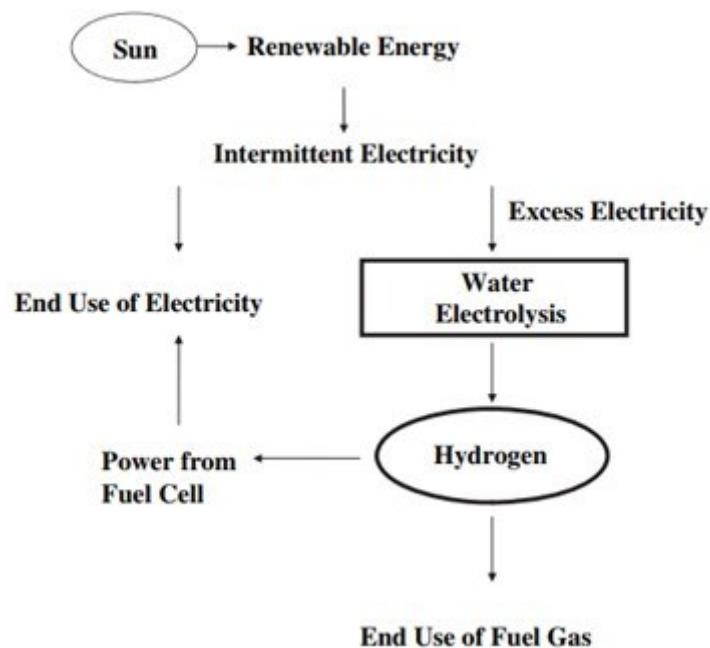 Sun
Renewable Energy
Intermittent Electricity
Excess Electricity
Water
Electrolysis
End Use of Electricity
Hydrogen
Power from
Fuel Cell
End Use of Fuel Gas